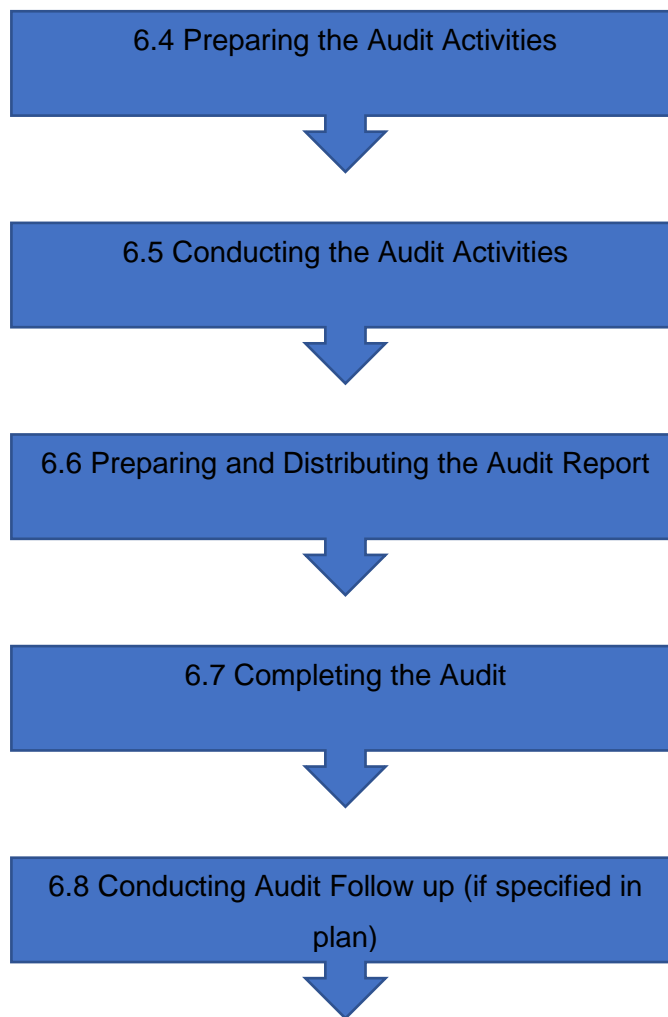 6.4 Preparing the Audit Activities
6.5 Conducting the Audit Activities
6.6 Preparing and Distributing the Audit Report
6.7 Completing the Audit
6.8 Conducting Audit Follow up (if specified in
plan)